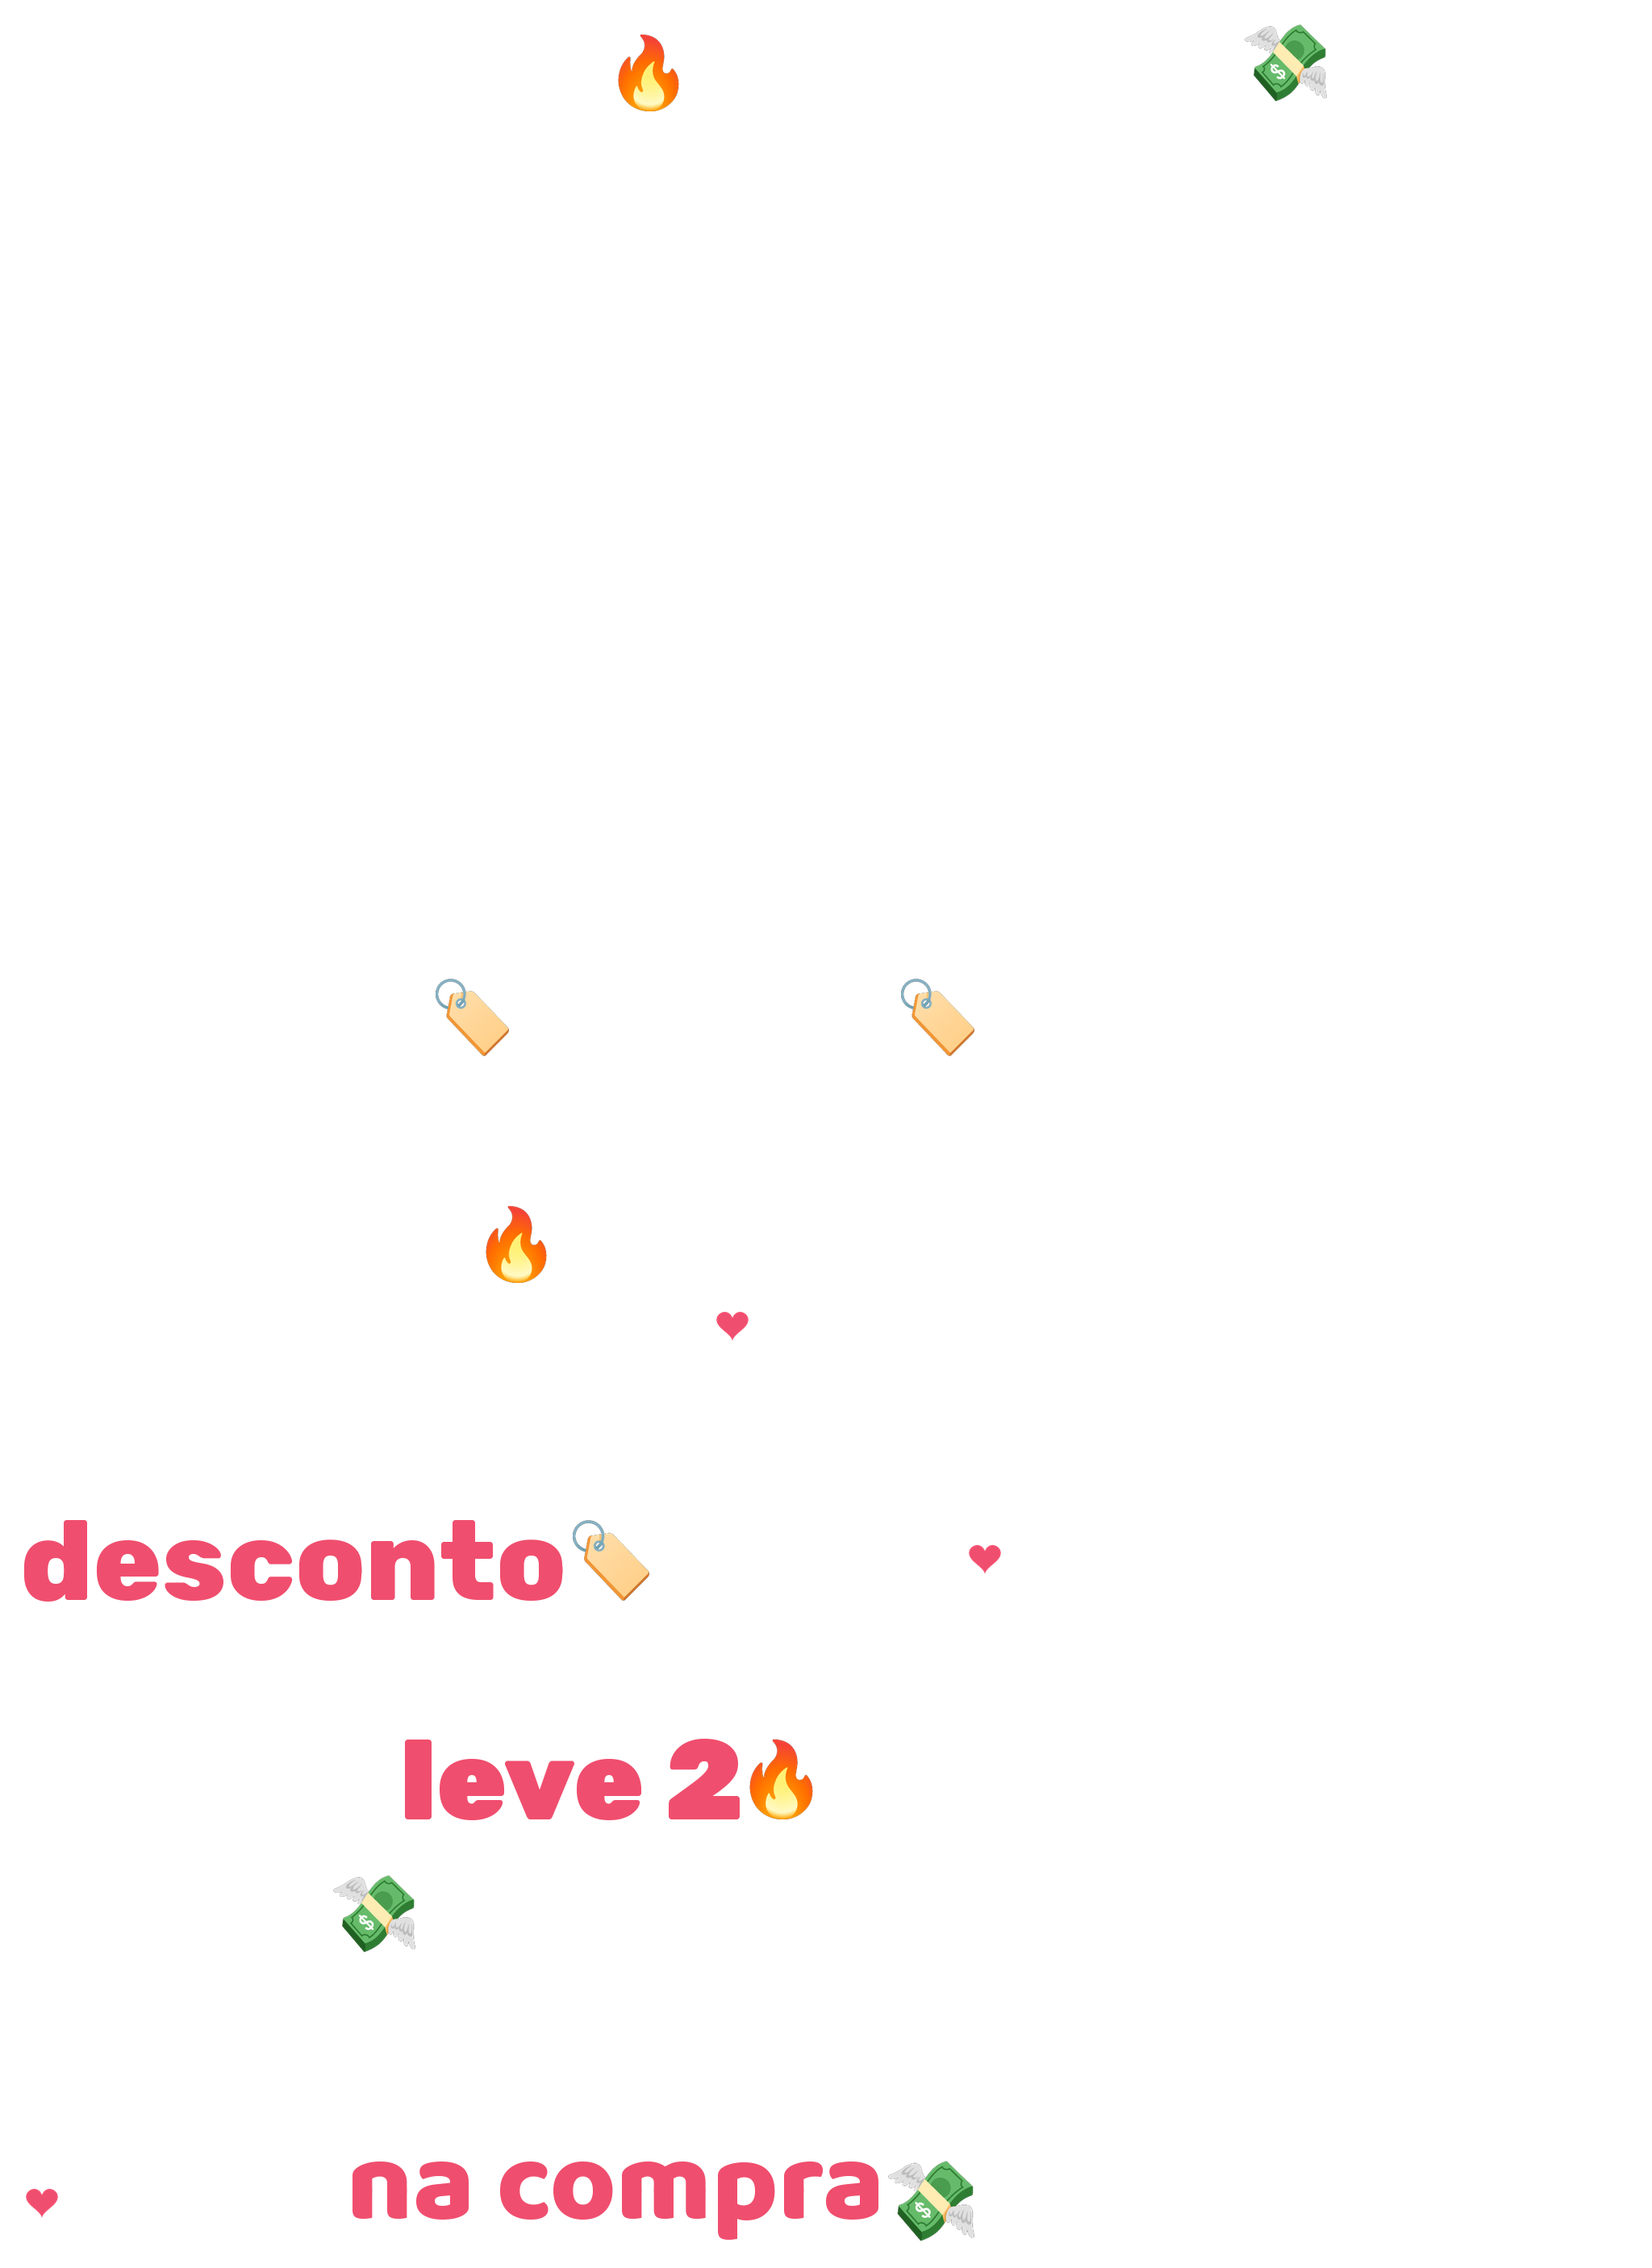 🔥 💸
🏷️ 🏷️
🔥
❤
desconto🏷️ ❤
leve 2🔥
💸
❤ na compra💸